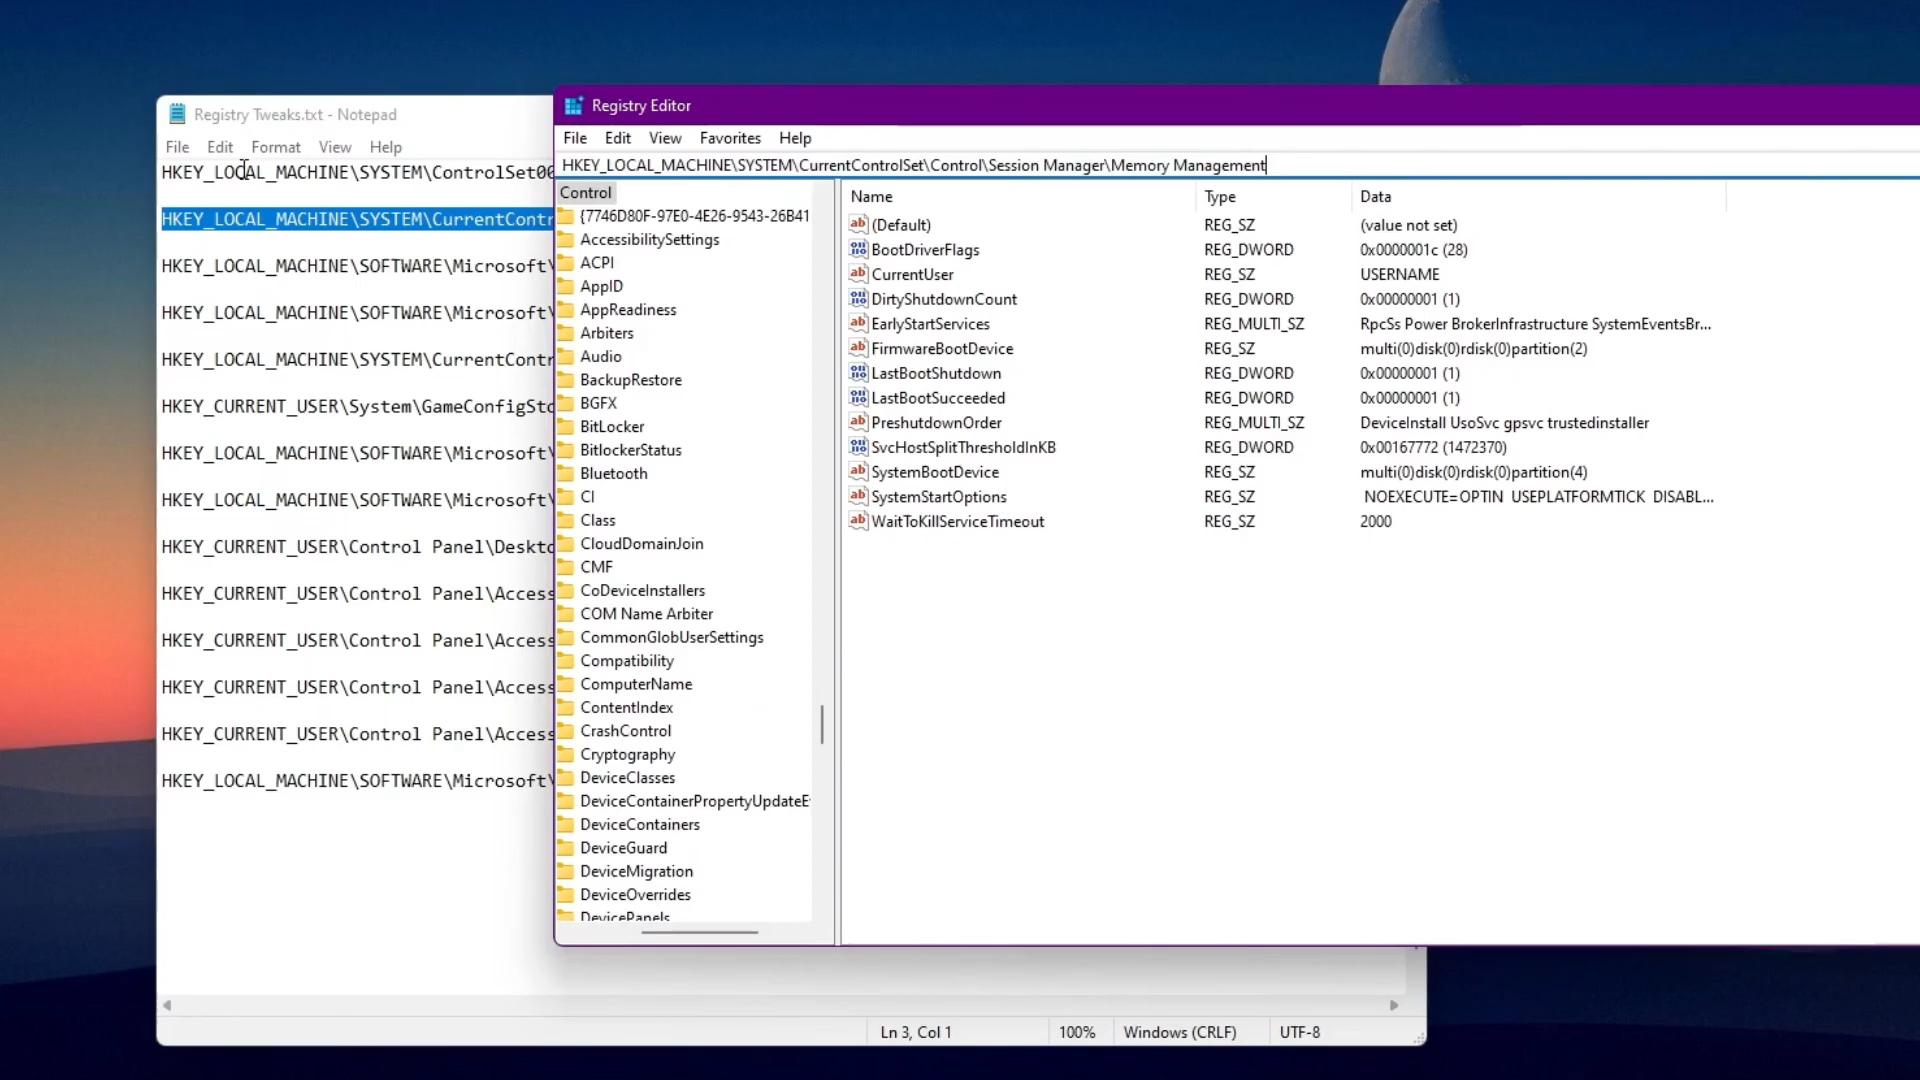 Registry Tweaks.txt - Notepad
File Edit Format View Help
HKEY_LOCAL_MACHINE\SYSTEM\ControlSet00
HKEY_LOCAL_MACHINE\SYSTEM\CurrentContr
HKEY_LOCAL_MACHINE\SOFTWARE\Microsoft\
HKEY_LOCAL_MACHINE\SOFTWARE\Microsoft\
HKEY_LOCAL_MACHINE\SYSTEM\CurrentContr
HKEY_CURRENT_USER\System\GameConfigSto
HKEY_LOCAL_MACHINE\SOFTWARE\Microsoft\
HKEY_LOCAL_MACHINE\SOFTWARE\Microsoft\
HKEY_CURRENT_USER\Control Panel\Deskto
HKEY_CURRENT_USER\Control Panel\Access
HKEY_CURRENT_USER\Control Panel\Access
HKEY_CURRENT_USER\Control Panel\Access
HKEY_CURRENT_USER\Control Panel\Access
HKEY_LOCAL_MACHINE\SOFTWARE\Microsoft\
Ln 3, Col 1 100% Windows (CRLF) UTF-8
Registry Editor
File Edit View Favorites Help
HKEY_LOCAL_MACHINE\SYSTEM\CurrentControlSet\Control\Session Manager\Memory Management
Control
{7746D80F-97E0-4E26-9543-26B41
AccessibilitySettings
ACPI
AppID
AppReadiness
Arbiters
Audio
BackupRestore
BGFX
BitLocker
BitlockerStatus
Bluetooth
CI
Class
CloudDomainJoin
CMF
CoDeviceInstallers
COM Name Arbiter
CommonGlobUserSettings
Compatibility
ComputerName
ContentIndex
CrashControl
Cryptography
DeviceClasses
DeviceContainerPropertyUpdateE
DeviceContainers
DeviceGuard
DeviceMigration
DeviceOverrides
DevicePanels
Name Type Data
(Default) REG_SZ (value not set)
BootDriverFlags REG_DWORD 0x0000001c (28)
CurrentUser REG_SZ USERNAME
DirtyShutdownCount REG_DWORD 0x00000001 (1)
EarlyStartServices REG_MULTI_SZ RpcSs Power BrokerInfrastructure SystemEventsBr...
FirmwareBootDevice REG_SZ multi(0)disk(0)rdisk(0)partition(2)
LastBootShutdown REG_DWORD 0x00000001 (1)
LastBootSucceeded REG_DWORD 0x00000001 (1)
PreshutdownOrder REG_MULTI_SZ DeviceInstall UsoSvc gpsvc trustedinstaller
SvcHostSplitThresholdInKB REG_DWORD 0x00167772 (1472370)
SystemBootDevice REG_SZ multi(0)disk(0)rdisk(0)partition(4)
SystemStartOptions REG_SZ NOEXECUTE=OPTIN USEPLATFORMTICK DISABL...
WaitToKillServiceTimeout REG_SZ 2000